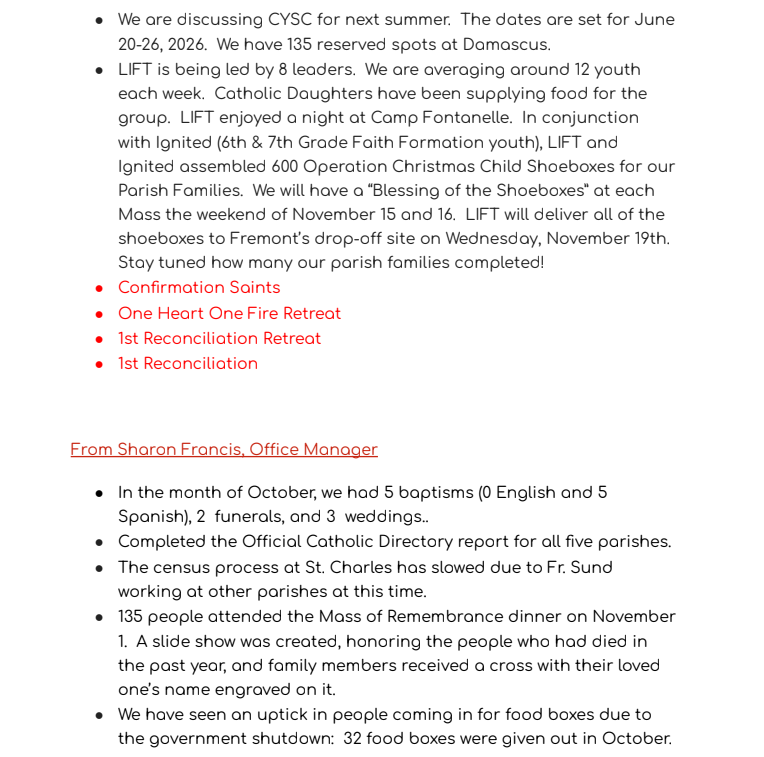 ● We are discussing CYSC for next summer.  The dates are set for June
20-26, 2026.  We have 135 reserved spots at Damascus.
● LIFT is being led by 8 leaders.  We are averaging around 12 youth
each week.  Catholic Daughters have been supplying food for the
group.  LIFT enjoyed a night at Camp Fontanelle.  In conjunction
with Ignited (6th & 7th Grade Faith Formation youth), LIFT and
Ignited assembled 600 Operation Christmas Child Shoeboxes for our
Parish Families.  We will have a “Blessing of the Shoeboxes” at each
Mass the weekend of November 15 and 16.  LIFT will deliver all of the
shoeboxes to Fremont’s drop-off site on Wednesday, November 19th.
Stay tuned how many our parish families completed!
● Confirmation Saints
● One Heart One Fire Retreat
● 1st Reconciliation Retreat
● 1st Reconciliation
From Sharon Francis, Office Manager
● In the month of October, we had 5 baptisms (0 English and 5
Spanish), 2  funerals, and 3  weddings..
● Completed the Official Catholic Directory report for all five parishes.
● The census process at St. Charles has slowed due to Fr. Sund
working at other parishes at this time.
● 135 people attended the Mass of Remembrance dinner on November
1.  A slide show was created, honoring the people who had died in
the past year, and family members received a cross with their loved
one’s name engraved on it.
● We have seen an uptick in people coming in for food boxes due to
the government shutdown:  32 food boxes were given out in October.